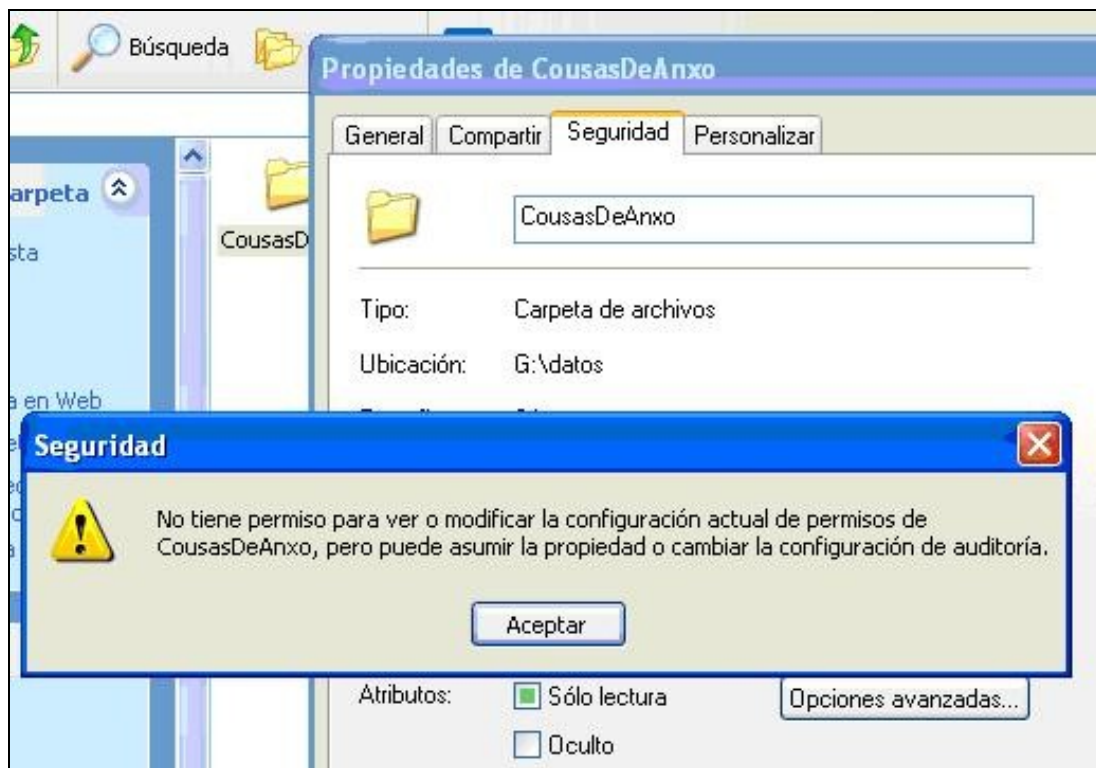 Búsqueda
Propiedades de CousasDeAnxo
General Compartir Seguridad Personalizar
arpeta
CousasDeAnxo
sta
CousasD
Tipo: Carpeta de archivos
Ubicación: G:\datos
a en Web
Seguridad
No tiene permiso para ver o modificar la configuración actual de permisos de
CousasDeAnxo, pero puede asumir la propiedad o cambiar la configuración de auditoría.
Aceptar
Atributos: Sólo lectura Opciones avanzadas...
Oculto